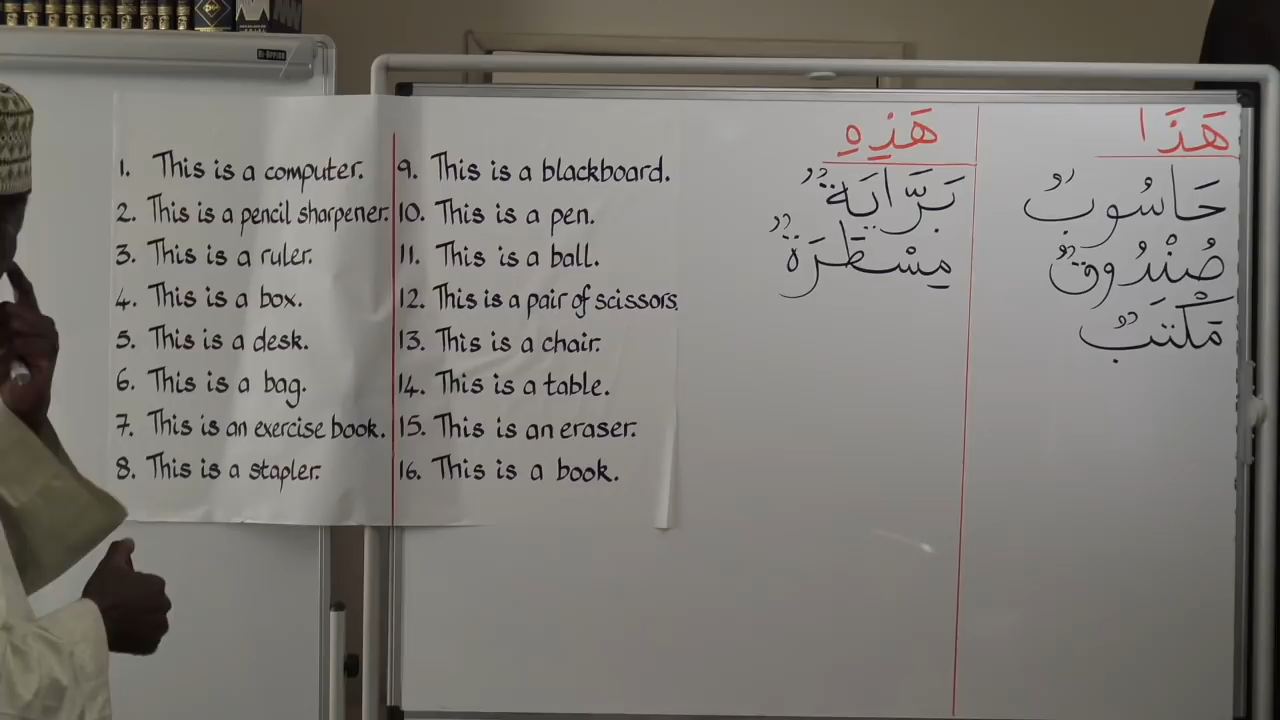 1. This is a computer.
2. This is a pencil sharpener.
3. This is a ruler.
4. This is a box.
5. This is a desk.
6. This is a bag.
7. This is an exercise book.
8. This is a stapler.
9. This is a blackboard.
10. This is a pen.
11. This is a ball.
12. This is a pair of scissors.
13. This is a chair.
14. This is a table.
15. This is an eraser.
16. This is a book.
هَذَا
حَاسُوبٌ
صُنْدُوقٌ
مَكْتَبٌ
هَذِهِ
بَرَّايَةٌ
مِسْطَرَةٌ